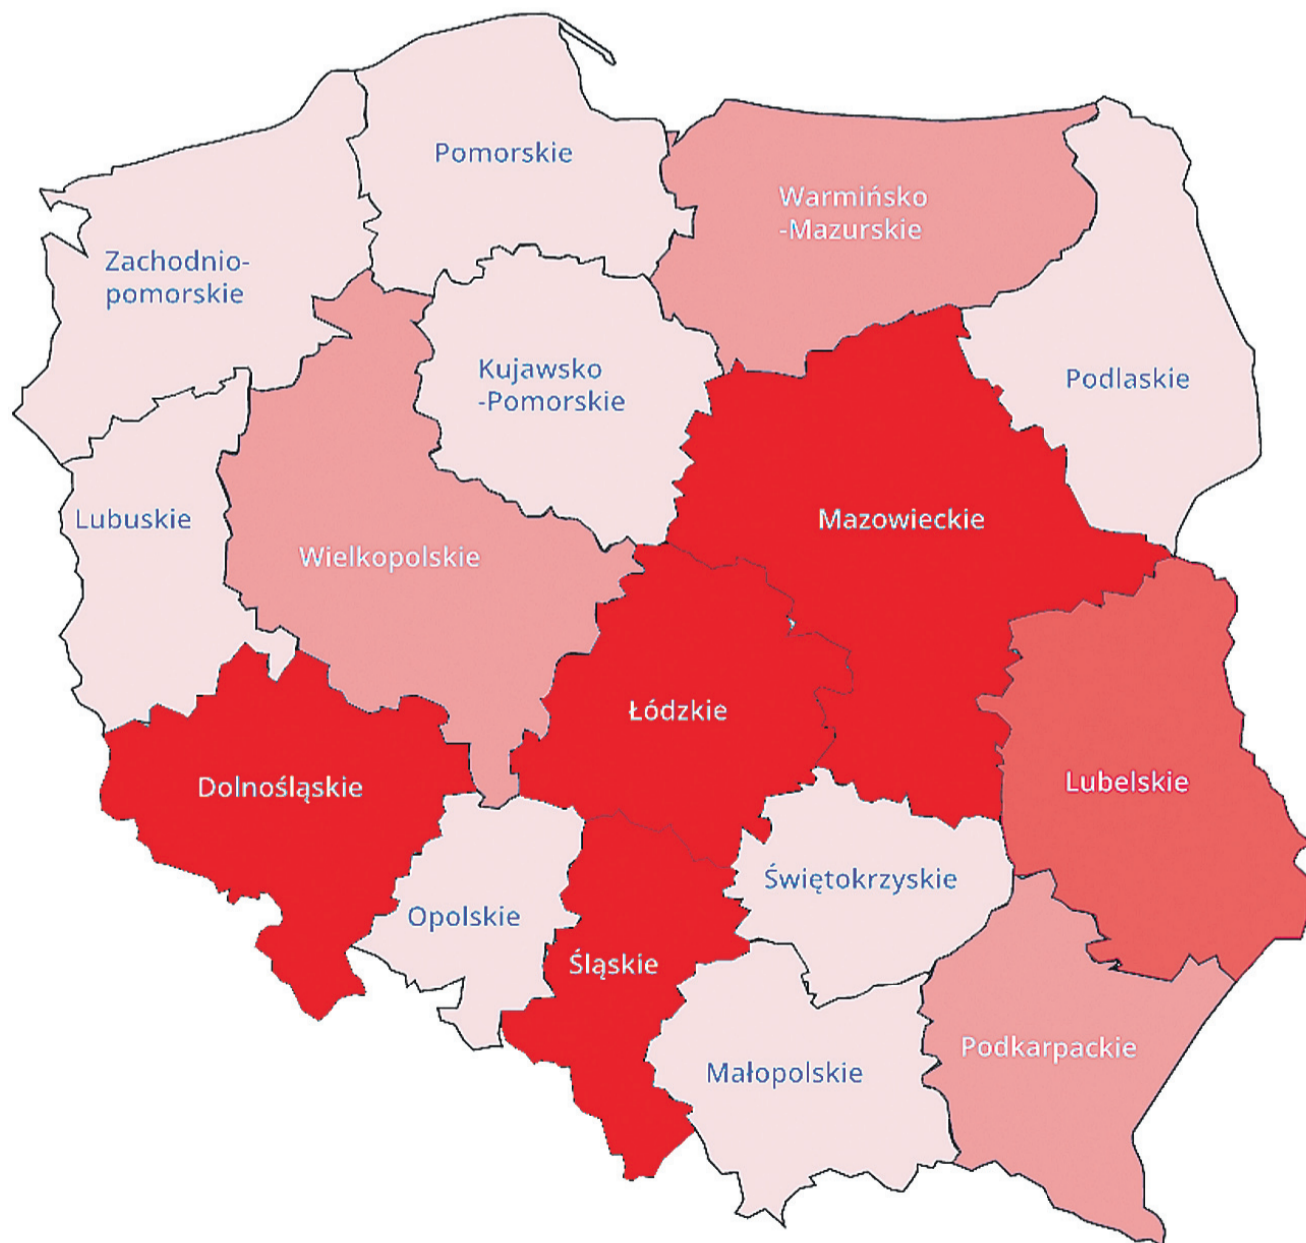 Pomorskie
Warmińsko
-Mazurskie
Zachodnio-
pomorskie
Kujawsko
-Pomorskie
Podlaskie
Lubuskie
Mazowieckie
Wielkopolskie
Łódzkie
Dolnośląskie
Lubelskie
Świętokrzyskie
Opolskie
Śląskie
Podkarpackie
Małopolskie